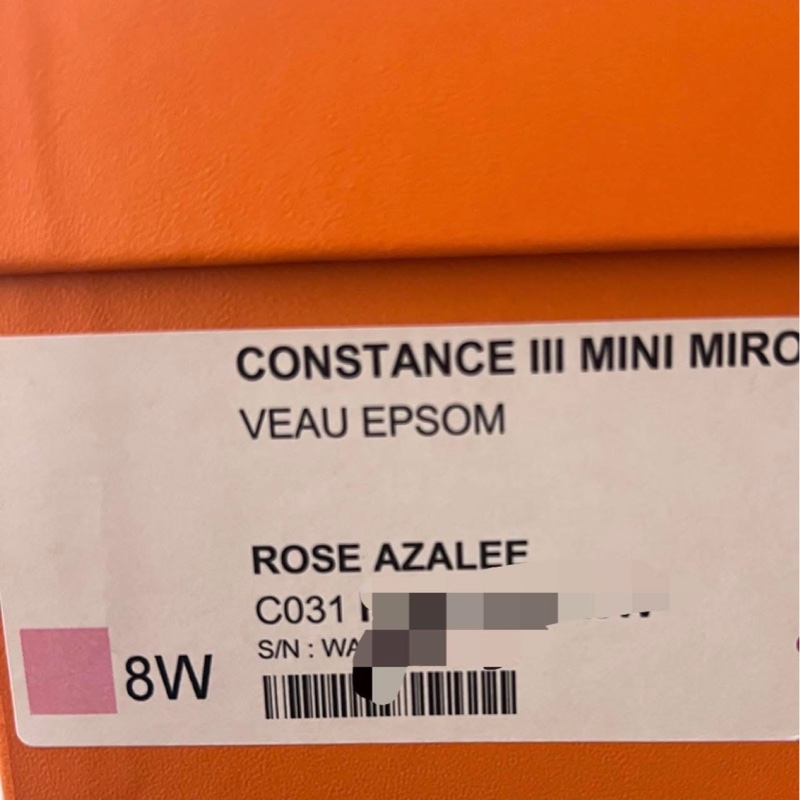 CONSTANCE III MINI MIRO
VEAU EPSOM
ROSE AZALEE
C031
S/N : WA
8W